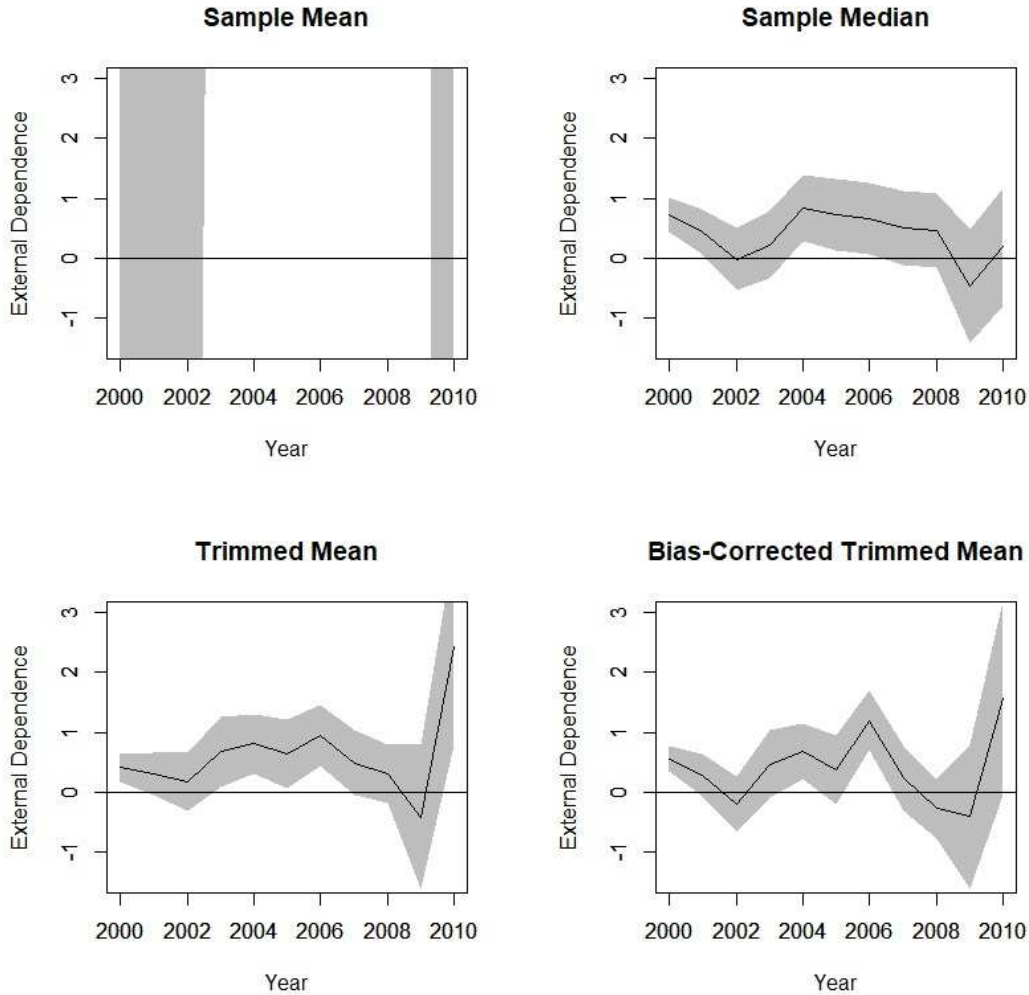 Sample Mean
External Dependence
3
2
1
0
-1
2000 2002 2004 2006 2008 2010
Year
Sample Median
External Dependence
3
2
1
0
-1
2000 2002 2004 2006 2008 2010
Year
Trimmed Mean
External Dependence
3
2
1
0
-1
2000 2002 2004 2006 2008 2010
Year
Bias-Corrected Trimmed Mean
External Dependence
3
2
1
0
-1
2000 2002 2004 2006 2008 2010
Year